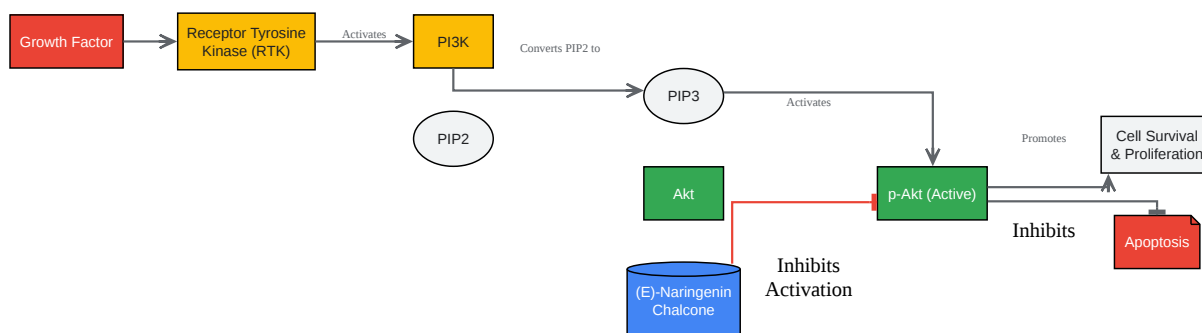 Growth Factor
Receptor Tyrosine
Kinase (RTK)
Activates
PI3K
Converts PIP2 to
PIP2
PIP3
Activates
Akt
p-Akt (Active)
Promotes
Cell Survival
& Proliferation
Inhibits
Apoptosis
Inhibits
Activation
(E)-Naringenin
Chalcone